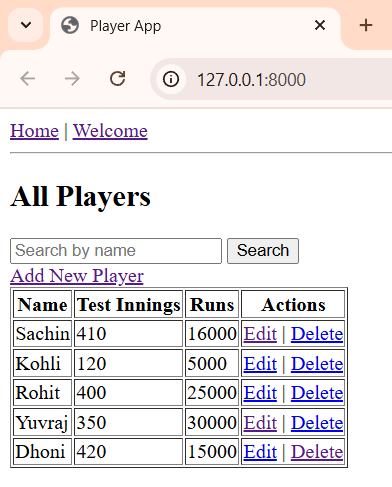 Player App
127.0.0.1:8000
Home | Welcome
All Players
Search by name Search
Add New Player
Name Test Innings Runs Actions
Sachin 410 16000 Edit | Delete
Kohli 120 5000 Edit | Delete
Rohit 400 25000 Edit | Delete
Yuvraj 350 30000 Edit | Delete
Dhoni 420 15000 Edit | Delete